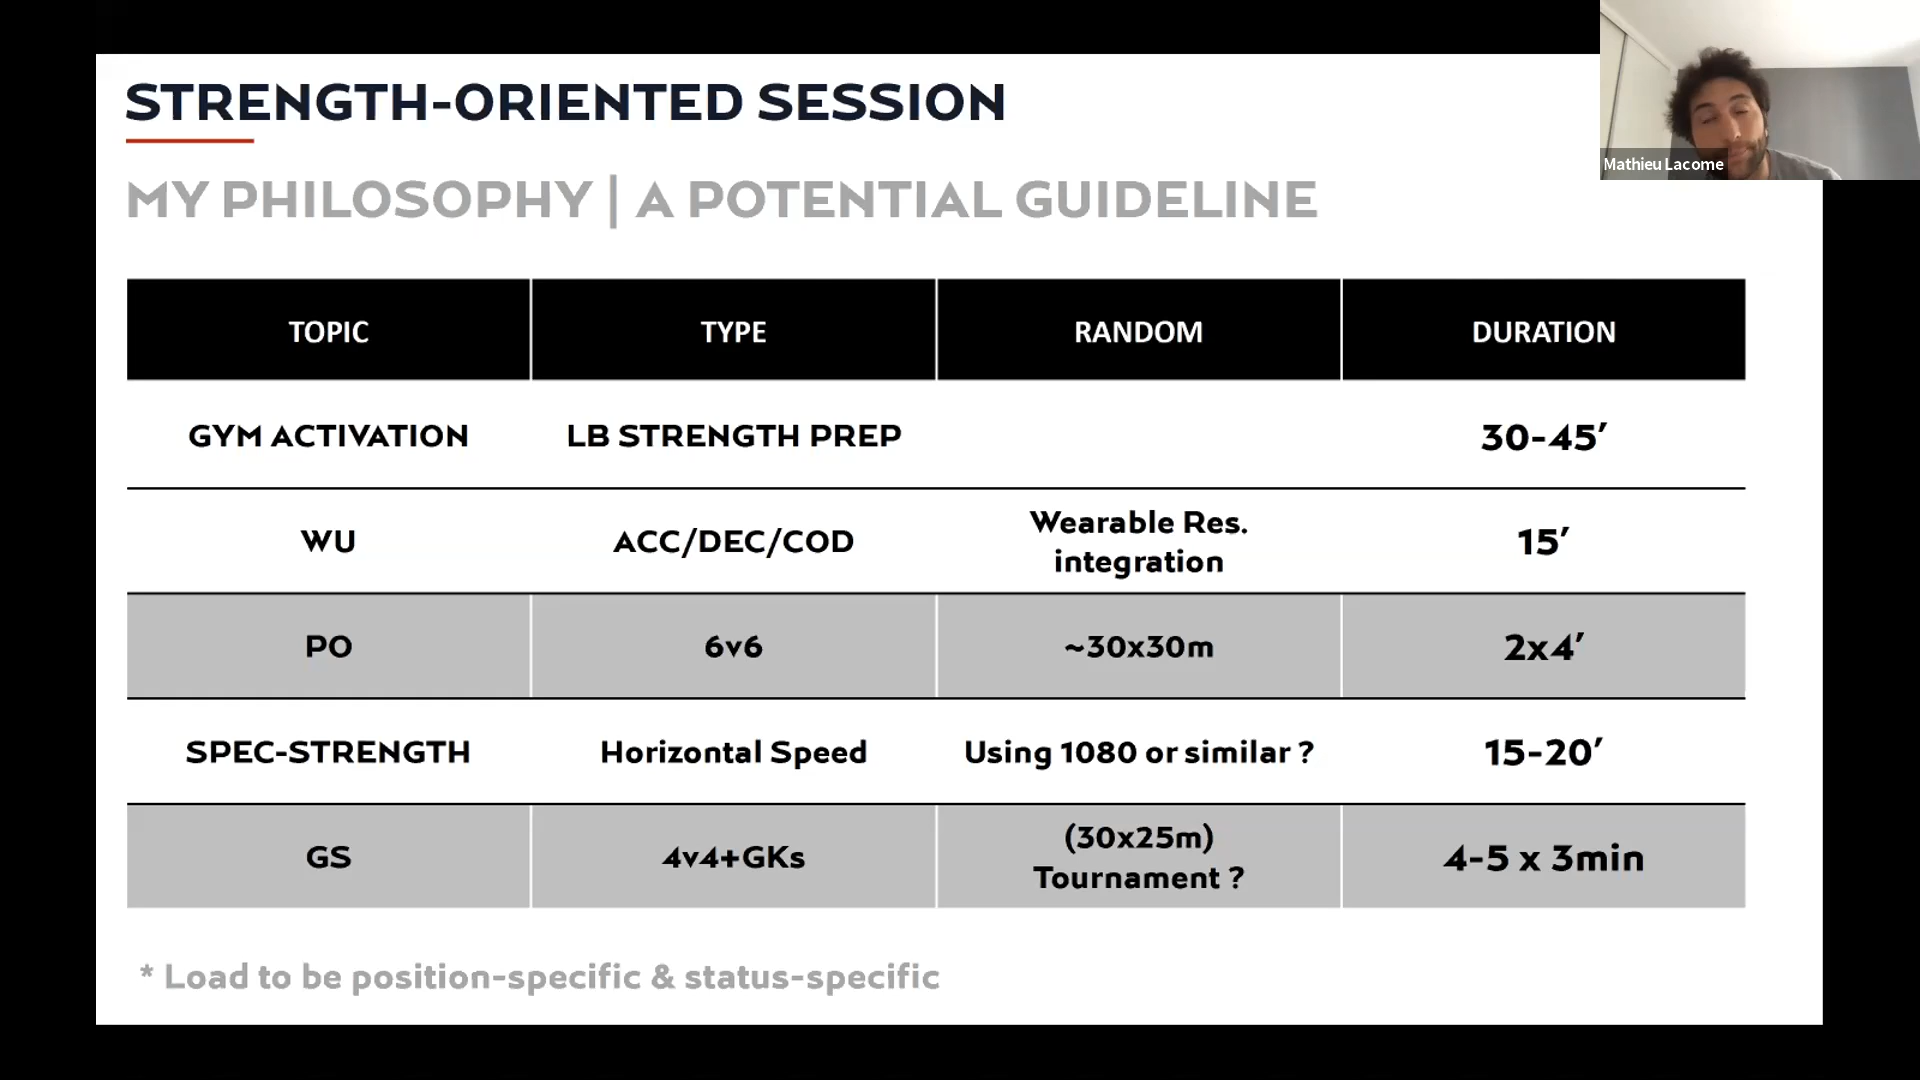 STRENGTH-ORIENTED SESSION
Mathieu Lacome
MY PHILOSOPHY | A POTENTIAL GUIDELINE
TOPIC TYPE RANDOM DURATION
GYM ACTIVATION LB STRENGTH PREP 30-45’
WU ACC/DEC/COD Wearable Res. integration 15’
PO 6v6 ~30x30m 2x4’
SPEC-STRENGTH Horizontal Speed Using 1080 or similar ? 15-20’
GS 4v4+GKs (30x25m) Tournament ? 4-5 x 3min
* Load to be position-specific & status-specific